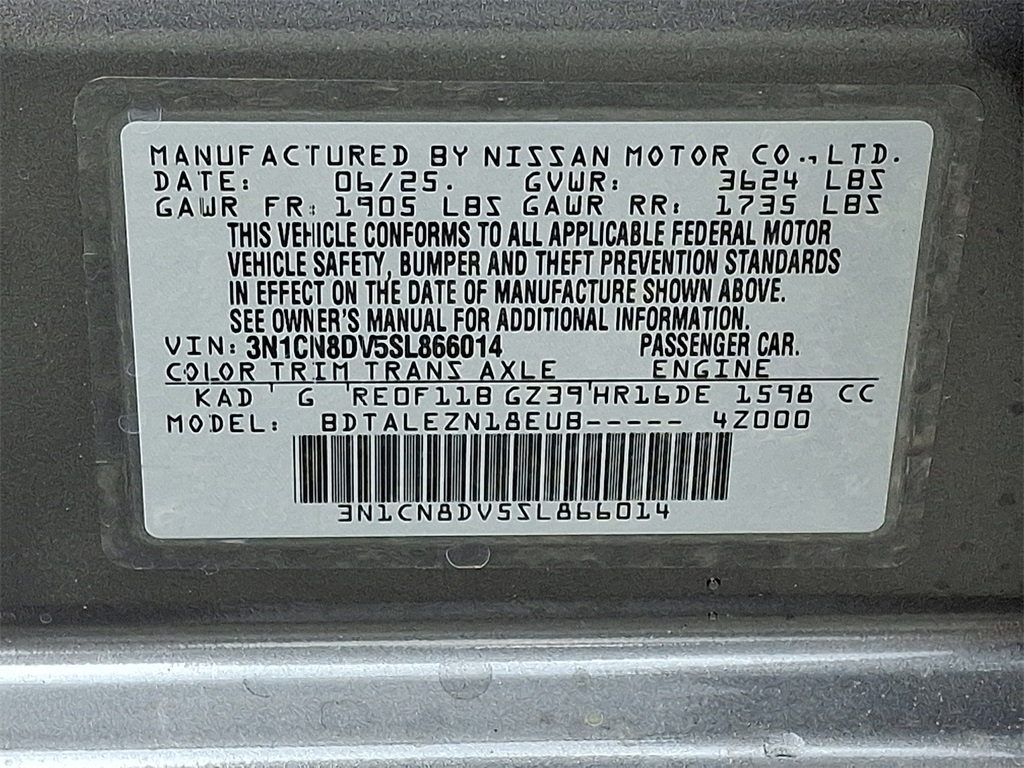 MANUFACTURED BY NISSAN MOTOR CO.,LTD.
DATE: 06/25. GVWR: 3624 LBS
GAWR FR: 1905 LBS GAWR RR: 1735 LBS
THIS VEHICLE CONFORMS TO ALL APPLICABLE FEDERAL MOTOR
VEHICLE SAFETY, BUMPER AND THEFT PREVENTION STANDARDS
IN EFFECT ON THE DATE OF MANUFACTURE SHOWN ABOVE.
SEE OWNER'S MANUAL FOR ADDITIONAL INFORMATION.
VIN: 3N1CN8DV5SL866014 PASSENGER CAR.
COLOR TRIM TRANS AXLE ENGINE
KAD G RE0F11B GZ39 HR16DE 1598 CC
MODEL: BDTALEZN18EUB----- 4Z000
3N1CN8DV5SL866014